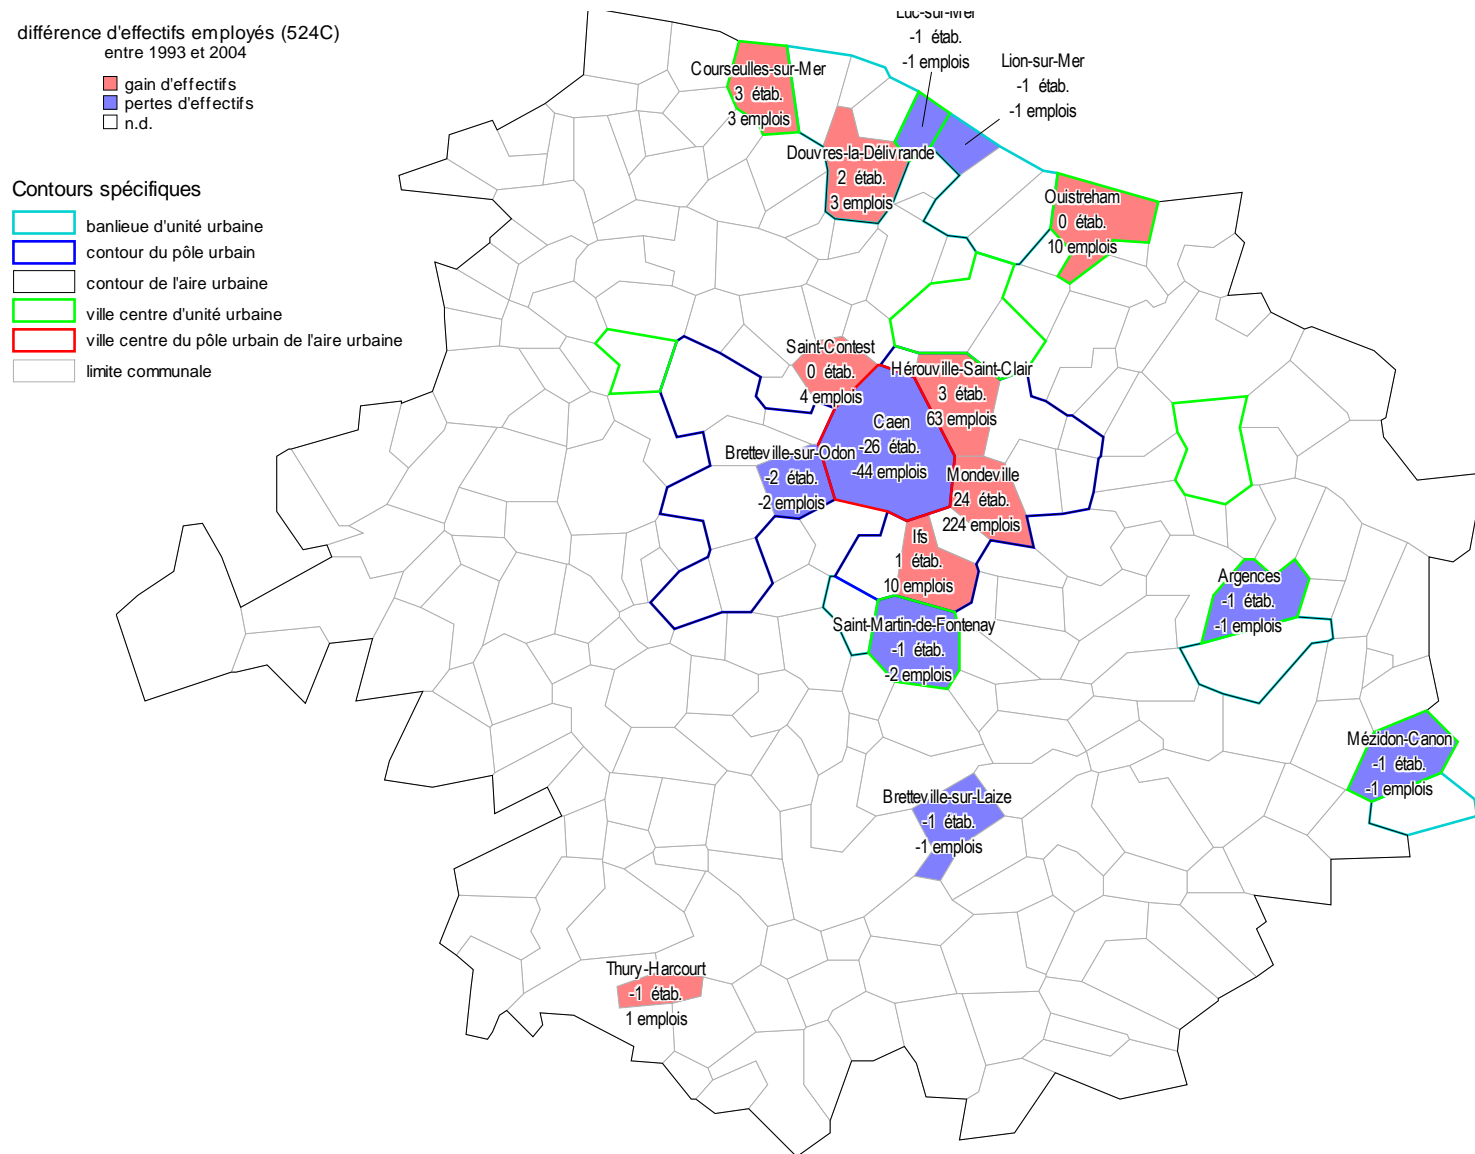 différence d'effectifs employés (524C)
entre 1993 et 2004
gain d'effectifs
pertes d'effectifs
n.d.
Contours spécifiques
banlieue d'unité urbaine
contour du pôle urbain
contour de l'aire urbaine
ville centre d'unité urbaine
ville centre du pôle urbain de l'aire urbaine
limite communale
Luc-sur-Mer
-1 étab.
-1 emplois
Lion-sur-Mer
-1 étab.
-1 emplois
Courseulles-sur-Mer
3 étab.
3 emplois
Douvres-la-Délivrande
2 étab.
3 emplois
Ouistreham
0 étab.
10 emplois
Saint-Contest
0 étab.
4 emplois
Hérouville-Saint-Clair
3 étab.
63 emplois
Caen
-26 étab.
-44 emplois
Bretteville-sur-Odon
-2 étab.
-2 emplois
Mondeville
24 étab.
224 emplois
Ifs
1 étab.
10 emplois
Argences
-1 étab.
-1 emplois
Saint-Martin-de-Fontenay
-1 étab.
-2 emplois
Mézidon-Canon
-1 étab.
-1 emplois
Bretteville-sur-Laize
-1 étab.
-1 emplois
Thury-Harcourt
-1 étab.
1 emplois